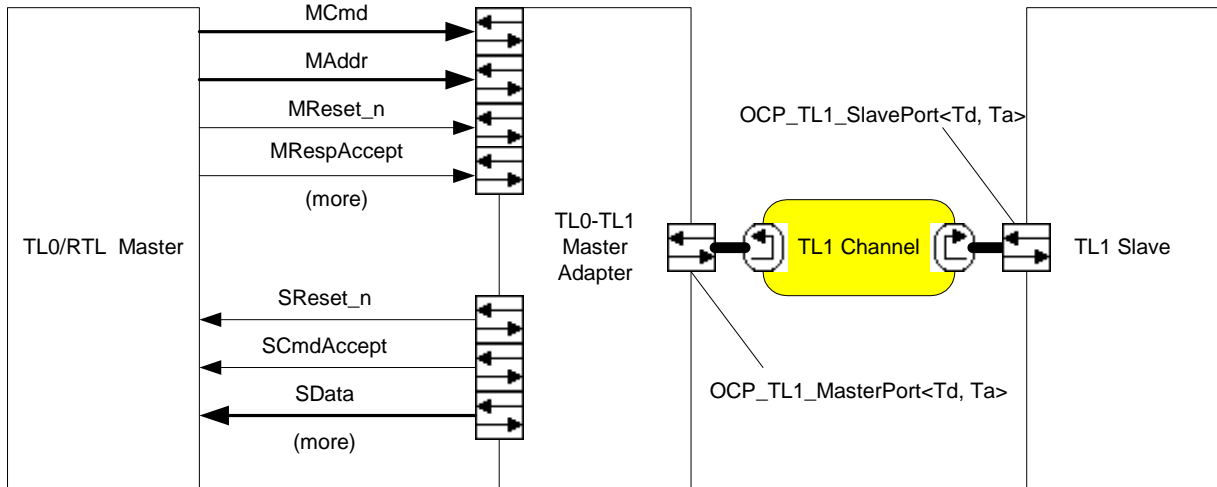 MCmd
MAddr
MReset_n
MRespAccept
(more)
OCP_TL1_SlavePort<Td, Ta>
TL0/RTL Master
TL0-TL1
Master
Adapter
TL1 Channel
TL1 Slave
SReset_n
SCmdAccept
SData
(more)
OCP_TL1_MasterPort<Td, Ta>